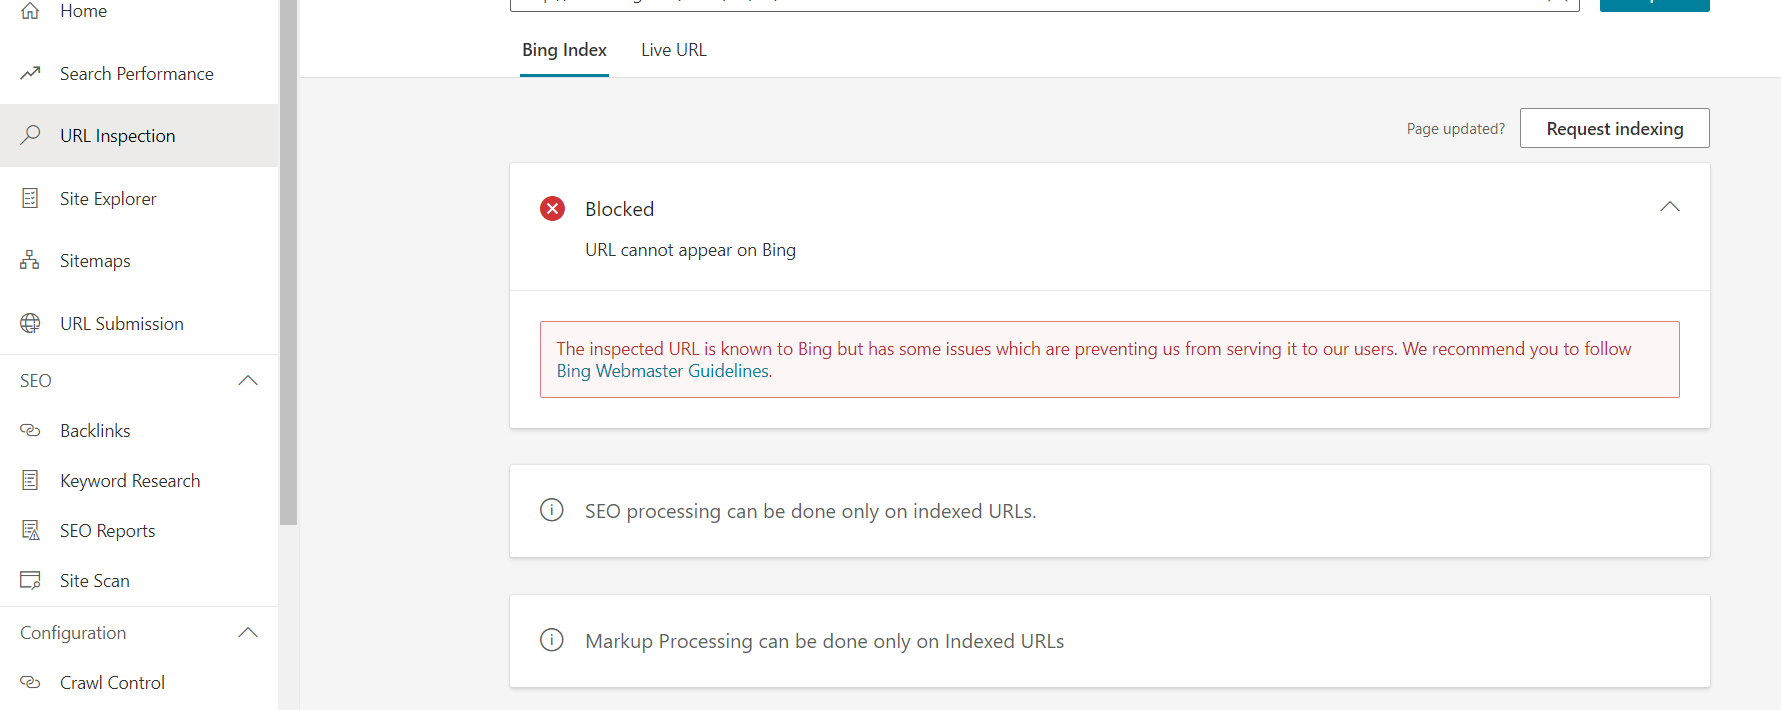 Home
Search Performance
URL Inspection
Site Explorer
Sitemaps
URL Submission
SEO
Backlinks
Keyword Research
SEO Reports
Site Scan
Configuration
Crawl Control
Bing Index
Live URL
Page updated?
Request indexing
Blocked
URL cannot appear on Bing
The inspected URL is known to Bing but has some issues which are preventing us from serving it to our users. We recommend you to follow
Bing Webmaster Guidelines.
SEO processing can be done only on indexed URLs.
Markup Processing can be done only on Indexed URLs